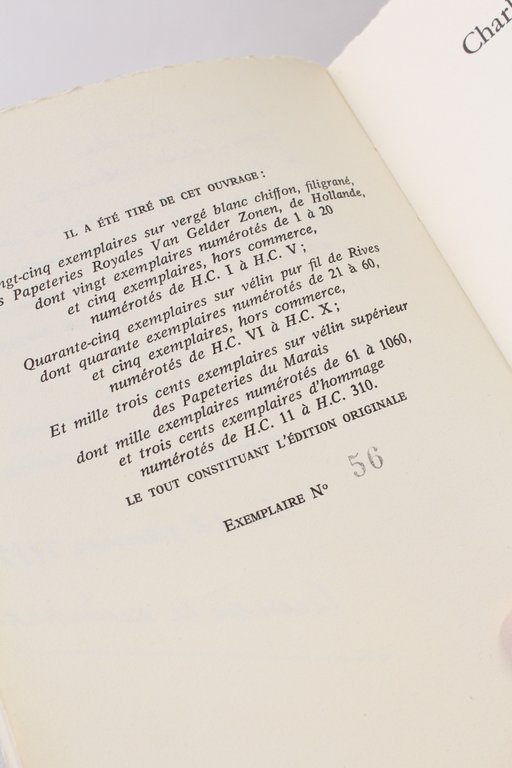 Charl
IL A ÉTÉ TIRÉ DE CET OUVRAGE :
ngt-cinq exemplaires sur vergé blanc chiffon, filigrané,
s Papeteries Royales Van Gelder Zonen, de Hollande,
dont vingt exemplaires numérotés de 1 à 20
et cinq exemplaires, hors commerce,
numérotés de H.C. I à H.C. V ;
Quarante-cinq exemplaires sur vélin pur fil de Rives
dont quarante exemplaires numérotés de 21 à 60,
et cinq exemplaires, hors commerce,
numérotés de H.C. VI à H.C. X ;
Et mille trois cents exemplaires sur vélin supérieur
des Papeteries du Marais
dont mille exemplaires numérotés de 61 à 1060,
et trois cents exemplaires d'hommage
numérotés de H.C. 11 à H.C. 310.
LE TOUT CONSTITUANT L'ÉDITION ORIGINALE
EXEMPLAIRE N° 56